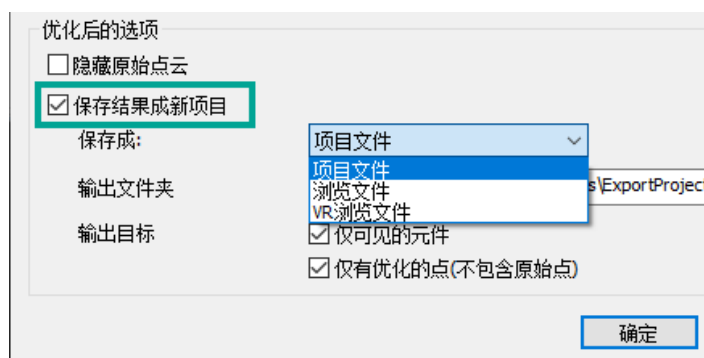 优化后的选项
隐藏原始点云
保存结果成新项目
保存成: 项目文件
项目文件
浏览文件
VR浏览文件
输出文件夹 s\ExportProject
输出目标 仅可见的元件
仅有优化的点(不包含原始点)
确定